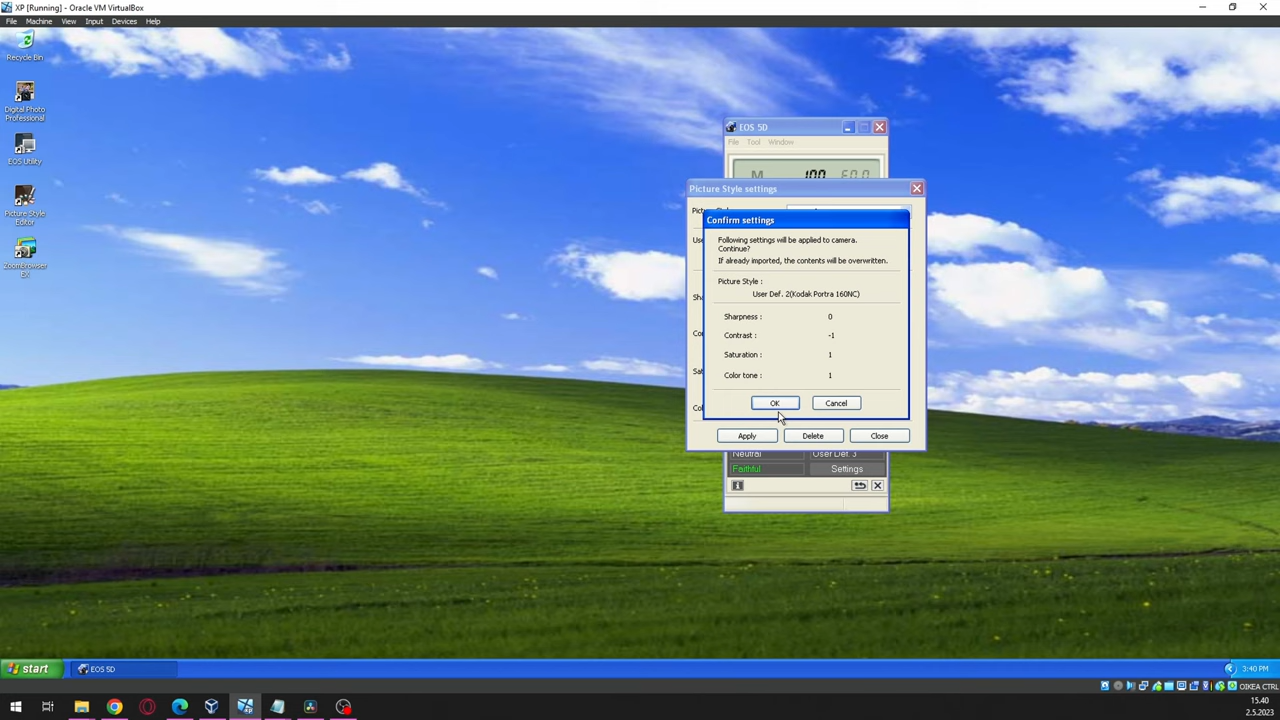 XP [Running] - Oracle VM VirtualBox
File Machine View Input Devices Help
Recycle Bin
Digital Photo
Professional
EOS Utility
Picture Style
Editor
ZoomBrowser
EX
EOS 5D
File Tool Window
M 100 60.0
Picture Style settings
Confirm settings
Following settings will be applied to camera.
Continue?
If already imported, the contents will be overwritten.
Picture Style :
User Def. 2(Kodak Portra 160NC)
Sharpness : 0
Contrast : -1
Saturation : 1
Color tone : 1
OK Cancel
Apply Delete Close
Neutral User Def. 3
Faithful Settings
start
EOS 5D
3:40 PM
OIKEA CTRL
15.40
2.5.2023